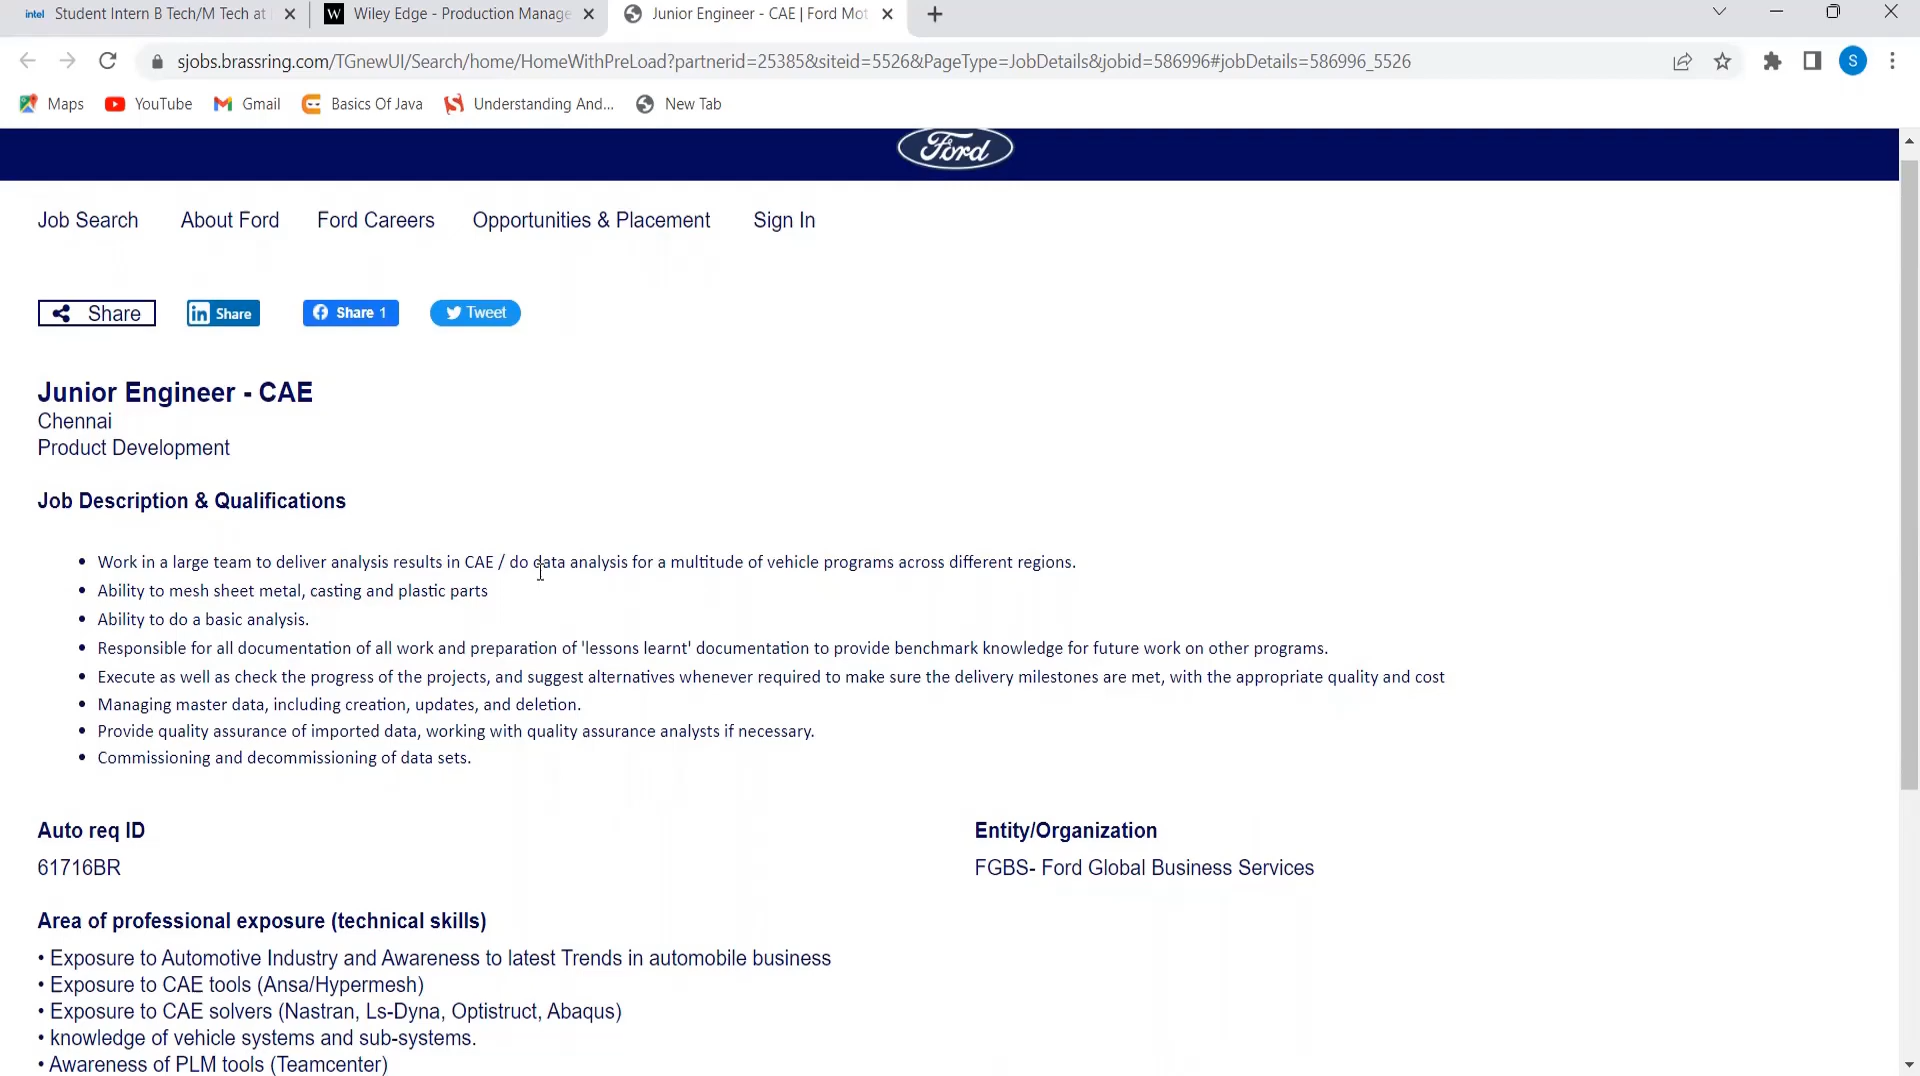 intel Student Intern B Tech/M Tech at
W Wiley Edge - Production Manage
Junior Engineer - CAE | Ford Mot
sjobs.brassring.com/TGnewUI/Search/home/HomeWithPreLoad?partnerid=25385&siteid=5526&PageType=JobDetails&jobid=586996#jobDetails=586996_5526
S
Maps YouTube Gmail Basics Of Java Understanding And... New Tab
Ford
Job Search About Ford Ford Careers Opportunities & Placement Sign In
Share in Share Share 1 Tweet
Junior Engineer - CAE
Chennai
Product Development
Job Description & Qualifications
• Work in a large team to deliver analysis results in CAE / do data analysis for a multitude of vehicle programs across different regions.
• Ability to mesh sheet metal, casting and plastic parts
• Ability to do a basic analysis.
• Responsible for all documentation of all work and preparation of 'lessons learnt' documentation to provide benchmark knowledge for future work on other programs.
• Execute as well as check the progress of the projects, and suggest alternatives whenever required to make sure the delivery milestones are met, with the appropriate quality and cost
• Managing master data, including creation, updates, and deletion.
• Provide quality assurance of imported data, working with quality assurance analysts if necessary.
• Commissioning and decommissioning of data sets.
Auto req ID
61716BR
Entity/Organization
FGBS- Ford Global Business Services
Area of professional exposure (technical skills)
• Exposure to Automotive Industry and Awareness to latest Trends in automobile business
• Exposure to CAE tools (Ansa/Hypermesh)
• Exposure to CAE solvers (Nastran, Ls-Dyna, Optistruct, Abaqus)
• knowledge of vehicle systems and sub-systems.
• Awareness of PLM tools (Teamcenter)